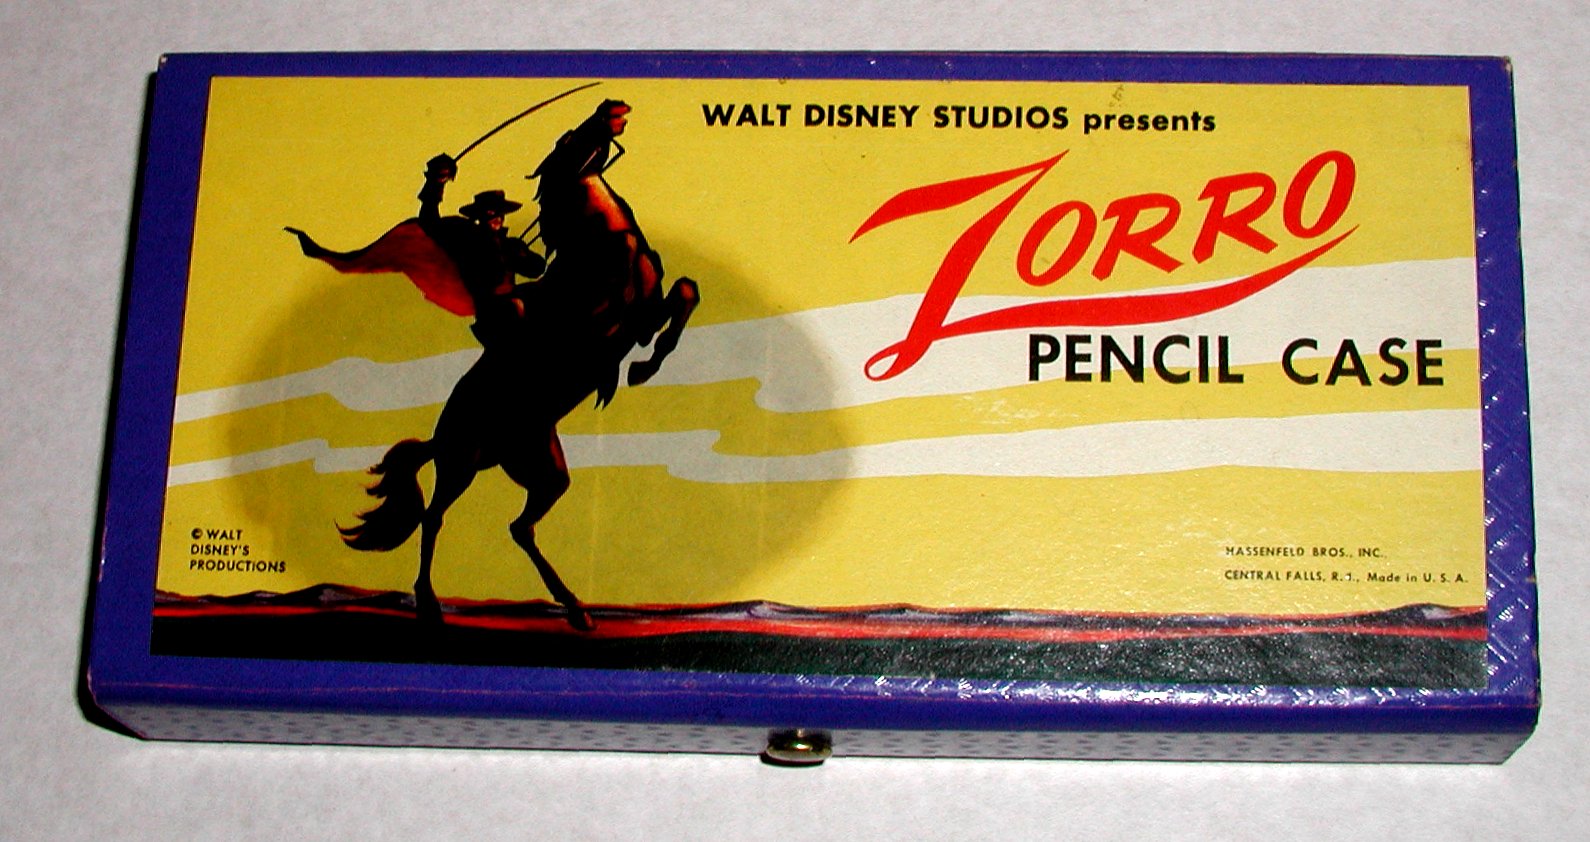 WALT DISNEY STUDIOS presents
ZORRO
PENCIL CASE
© WALT
DISNEY'S
PRODUCTIONS
HASSENFELD BROS., INC.,
CENTRAL FALLS, R. I., Made in U. S. A.